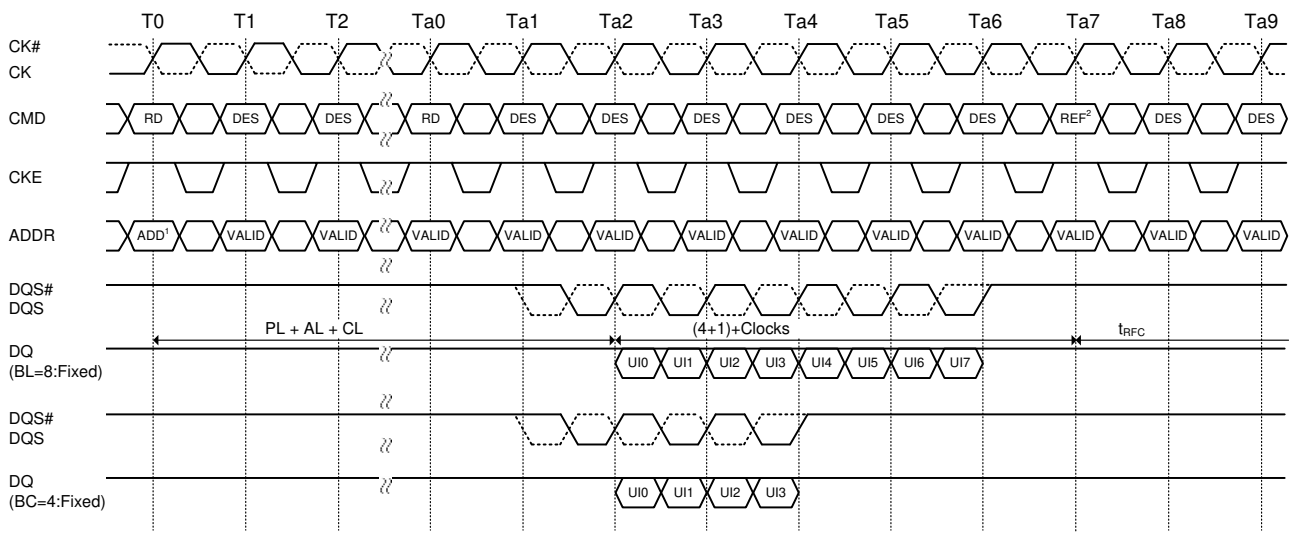 T0 T1 T2 Ta0 Ta1 Ta2 Ta3 Ta4 Ta5 Ta6 Ta7 Ta8 Ta9
CK#
CK
CMD RD DES DES RD DES DES DES DES DES DES REF² DES DES
CKE
ADDR ADD¹ VALID VALID VALID VALID VALID VALID VALID VALID VALID VALID VALID VALID
DQS#
DQS
PL + AL + CL (4+1)+Clocks tRFC
DQ
(BL=8:Fixed) UI0 UI1 UI2 UI3 UI4 UI5 UI6 UI7
DQS#
DQS
DQ
(BC=4:Fixed) UI0 UI1 UI2 UI3